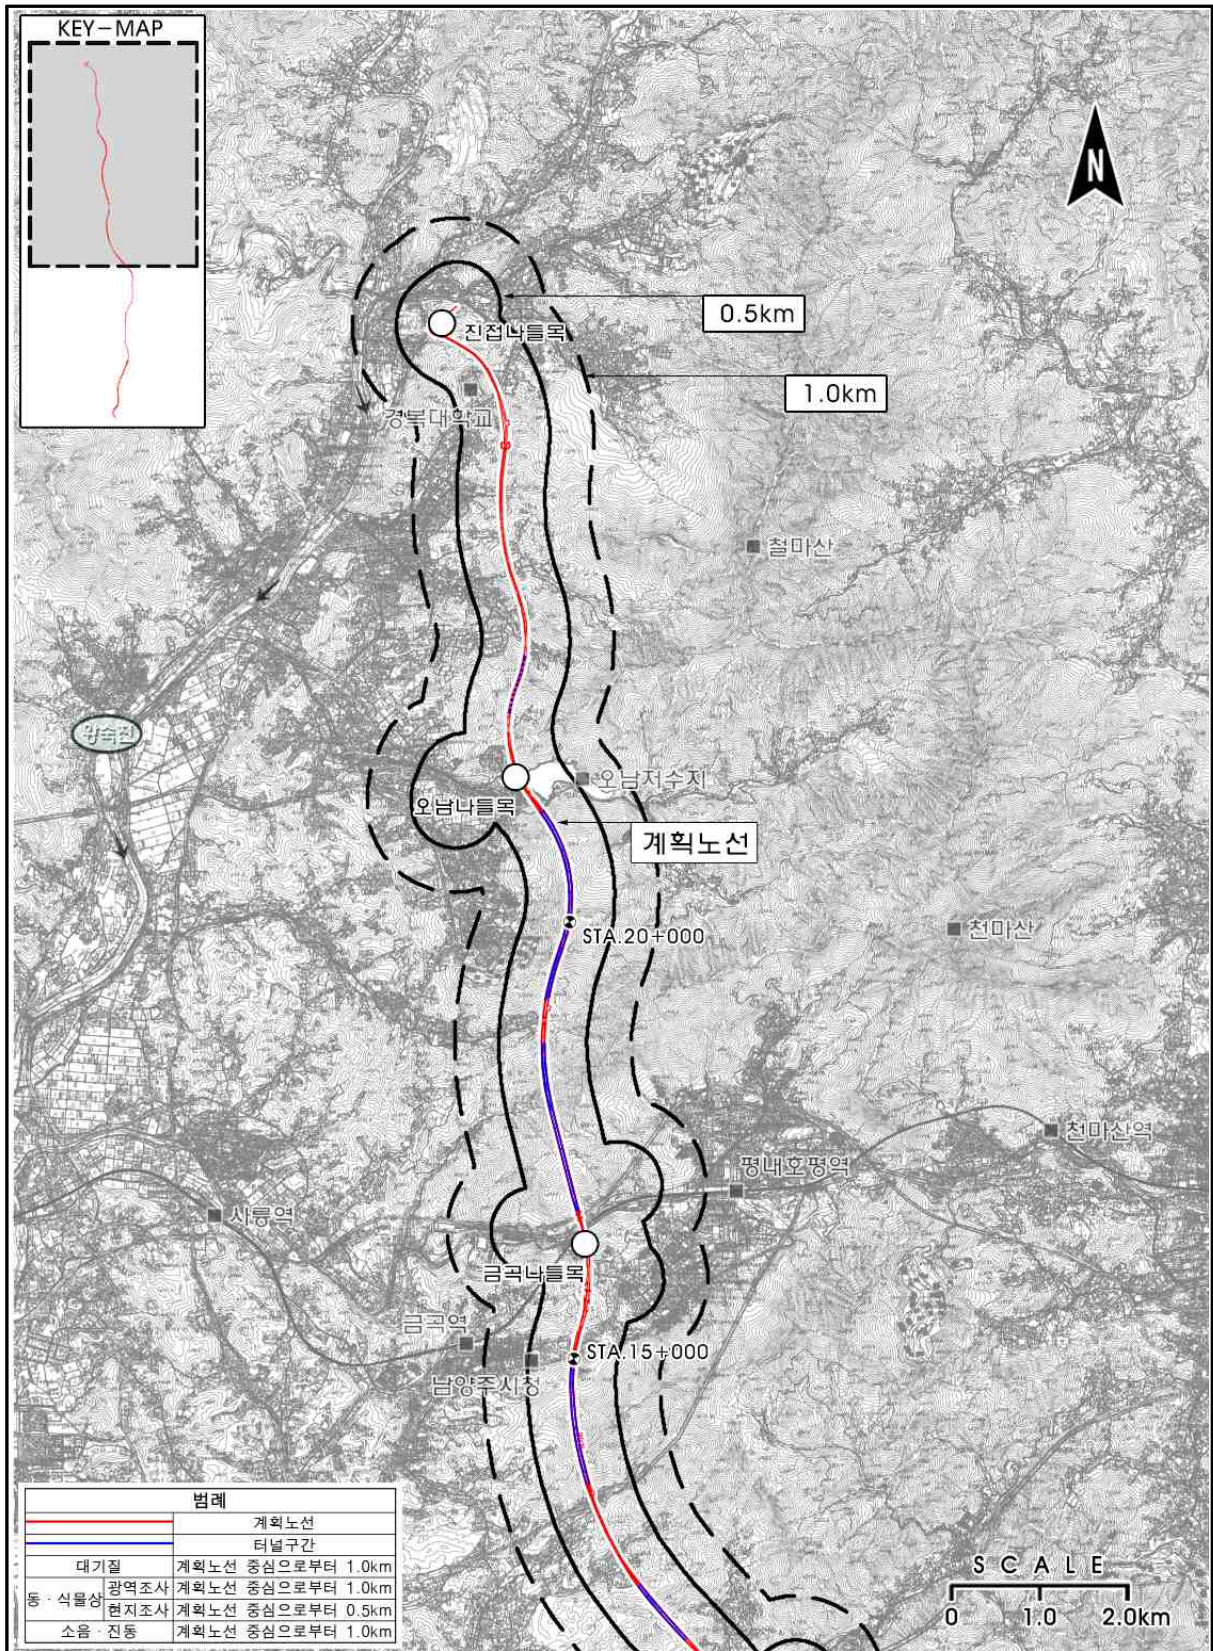 KEY-MAP
N
0.5km
진접나들목
1.0km
경복대학교
철마산
왕숙천
오남저수지
오남나들목
계획노선
STA.20+000
천마산
천마산역
평내호평역
사릉역
금곡나들목
금곡역
STA.15+000
남양주시청
범례
계획노선
터널구간
대기질 계획노선 중심으로부터 1.0km
동·식물상 광역조사 계획노선 중심으로부터 1.0km
현지조사 계획노선 중심으로부터 0.5km
소음·진동 계획노선 중심으로부터 1.0km
SCALE
0 1.0 2.0km